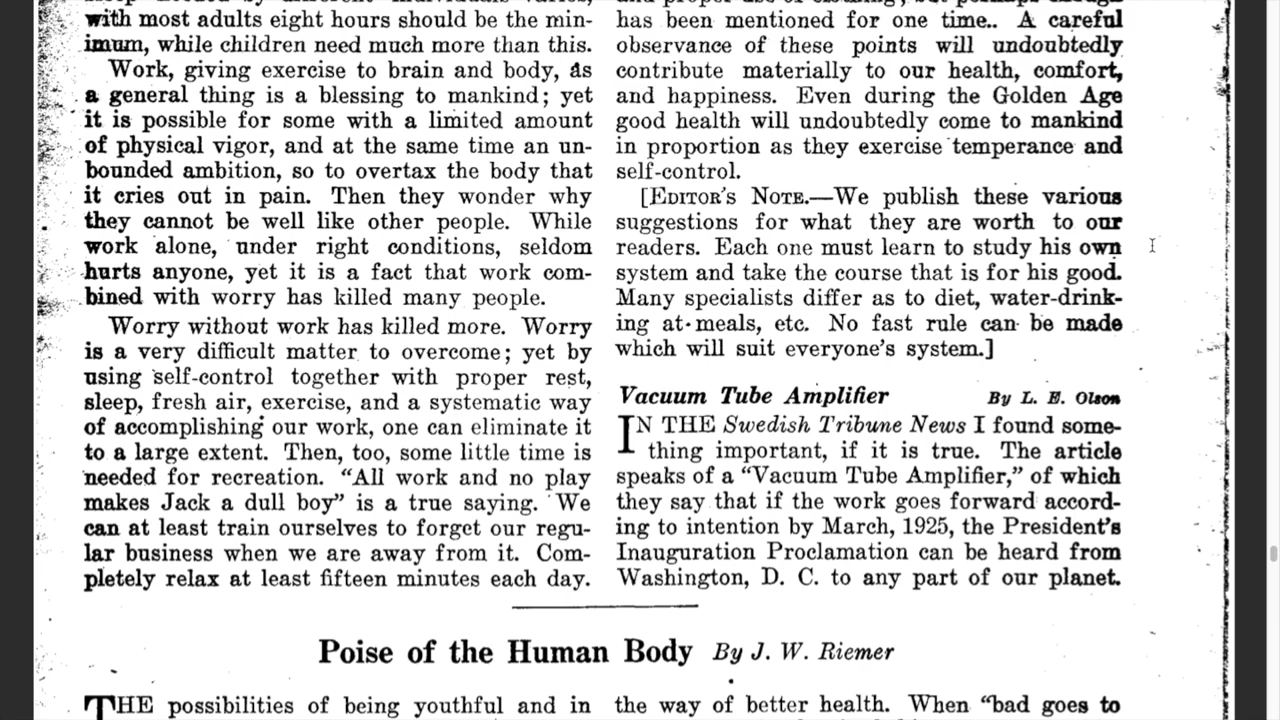 with most adults eight hours should be the min-
imum, while children need much more than this.
Work, giving exercise to brain and body, as
a general thing is a blessing to mankind; yet
it is possible for some with a limited amount
of physical vigor, and at the same time an un-
bounded ambition, so to overtax the body that
it cries out in pain. Then they wonder why
they cannot be well like other people. While
work alone, under right conditions, seldom
hurts anyone, yet it is a fact that work com-
bined with worry has killed many people.
Worry without work has killed more. Worry
is a very difficult matter to overcome; yet by
using self-control together with proper rest,
sleep, fresh air, exercise, and a systematic way
of accomplishing our work, one can eliminate it
to a large extent. Then, too, some little time is
needed for recreation. “All work and no play
makes Jack a dull boy” is a true saying. We
can at least train ourselves to forget our regu-
lar business when we are away from it. Com-
pletely relax at least fifteen minutes each day.
has been mentioned for one time.. A careful
observance of these points will undoubtedly
contribute materially to our health, comfort,
and happiness. Even during the Golden Age
good health will undoubtedly come to mankind
in proportion as they exercise temperance and
self-control.
[EDITOR'S NOTE.—We publish these various
suggestions for what they are worth to our
readers. Each one must learn to study his own
system and take the course that is for his good.
Many specialists differ as to diet, water-drink-
ing at meals, etc. No fast rule can be made
which will suit everyone's system.]
Vacuum Tube Amplifier By L. E. Olson
IN THE Swedish Tribune News I found some-
thing important, if it is true. The article
speaks of a “Vacuum Tube Amplifier,” of which
they say that if the work goes forward accord-
ing to intention by March, 1925, the President's
Inauguration Proclamation can be heard from
Washington, D. C. to any part of our planet.
Poise of the Human Body By J. W. Riemer
THE possibilities of being youthful and in
the way of better health. When “bad goes to